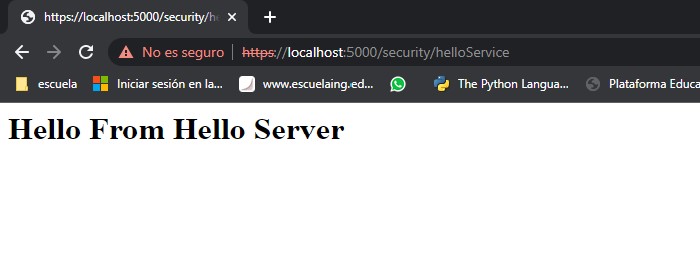 https://localhost:5000/security/he
No es seguro https://localhost:5000/security/helloService
escuela Iniciar sesión en la... www.escuelaing.ed... The Python Langua... Plataforma Educa
Hello From Hello Server